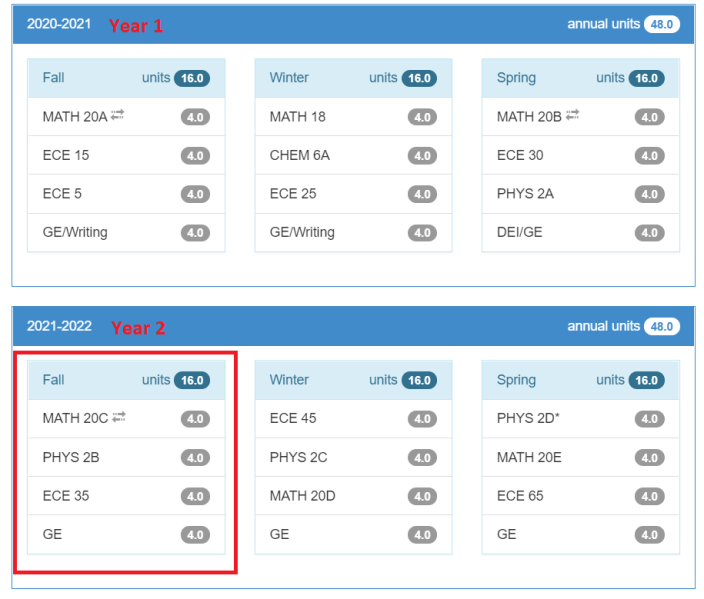 2020-2021 Year 1 annual units 48.0
Fall units 16.0 Winter units 16.0 Spring units 16.0
MATH 20A 4.0 MATH 18 4.0 MATH 20B 4.0
ECE 15 4.0 CHEM 6A 4.0 ECE 30 4.0
ECE 5 4.0 ECE 25 4.0 PHYS 2A 4.0
GE/Writing 4.0 GE/Writing 4.0 DEI/GE 4.0
2021-2022 Year 2 annual units 48.0
Fall units 16.0 Winter units 16.0 Spring units 16.0
MATH 20C 4.0 ECE 45 4.0 PHYS 2D* 4.0
PHYS 2B 4.0 PHYS 2C 4.0 MATH 20E 4.0
ECE 35 4.0 MATH 20D 4.0 ECE 65 4.0
GE 4.0 GE 4.0 GE 4.0